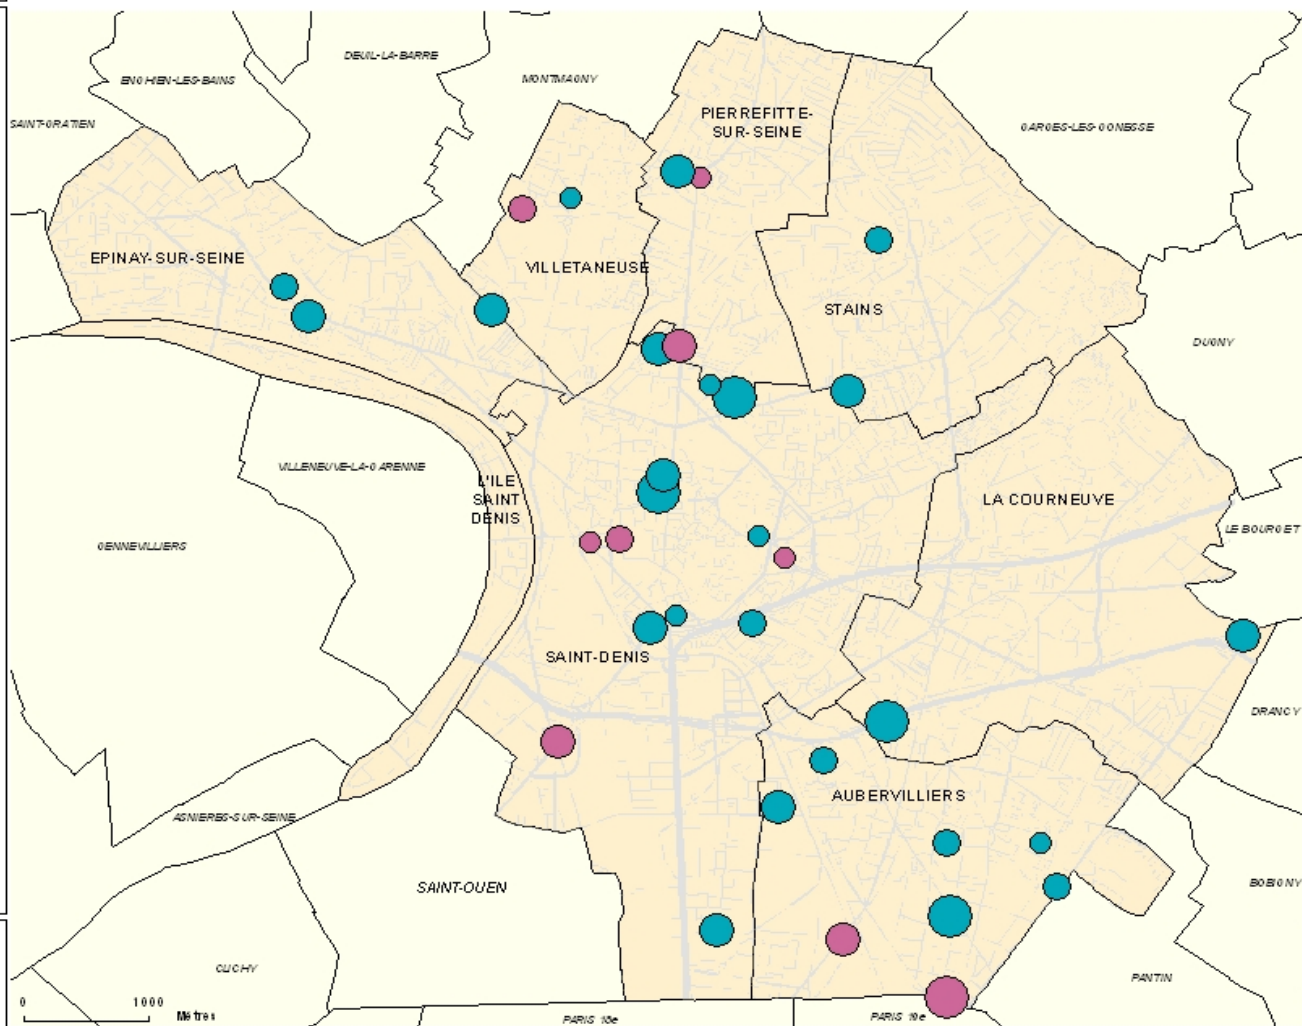 DEUIL-LA-BARRE
ENGHIEN-LES-BAINS
MONTMAGNY
SAINT-GRATIEN
PIERREFITTE-
SUR-SEINE
GARGES-LES-GONESSE
EPINAY-SUR-SEINE
VILLETANEUSE
STAINS
DUGNY
VILLENEUVE-LA-GARENNE
L'ILE
SAINT
DENIS
LA COURNEUVE
LE BOURGET
GENNEVILLIERS
SAINT-DENIS
DRANCY
AUBERVILLIERS
ASNIERES-SUR-SEINE
SAINT-OUEN
BOBIGNY
CLICHY
PANTIN
0 1000
Mètres
PARIS 18e
PARIS 19e